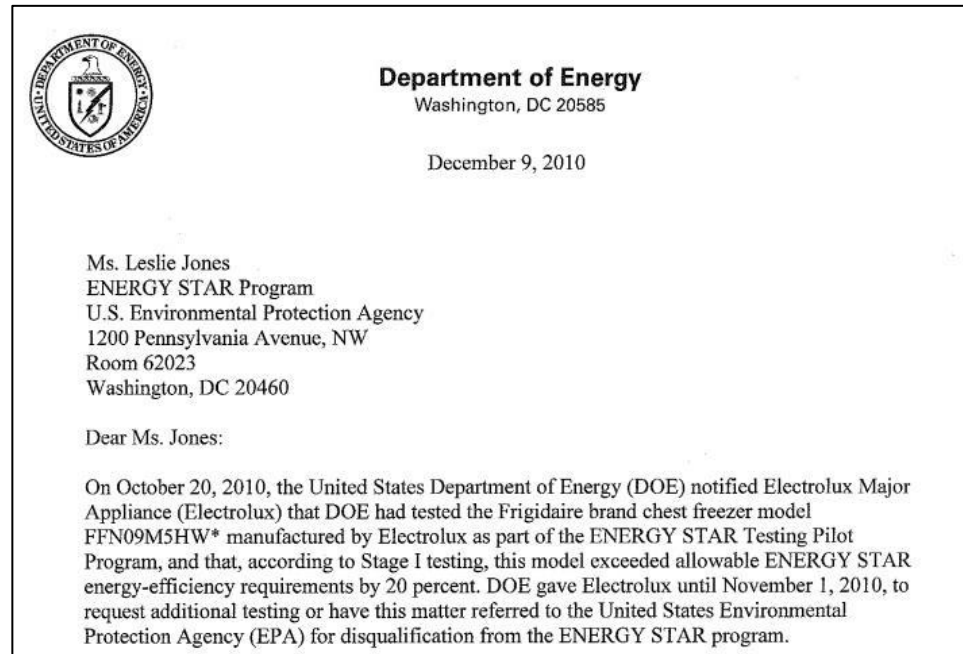 DEPARTMENT OF ENERGY
UNITED STATES OF AMERICA
Department of Energy
Washington, DC 20585
December 9, 2010
Ms. Leslie Jones
ENERGY STAR Program
U.S. Environmental Protection Agency
1200 Pennsylvania Avenue, NW
Room 62023
Washington, DC 20460
Dear Ms. Jones:
On October 20, 2010, the United States Department of Energy (DOE) notified Electrolux Major
Appliance (Electrolux) that DOE had tested the Frigidaire brand chest freezer model
FFN09M5HW* manufactured by Electrolux as part of the ENERGY STAR Testing Pilot
Program, and that, according to Stage I testing, this model exceeded allowable ENERGY STAR
energy-efficiency requirements by 20 percent. DOE gave Electrolux until November 1, 2010, to
request additional testing or have this matter referred to the United States Environmental
Protection Agency (EPA) for disqualification from the ENERGY STAR program.